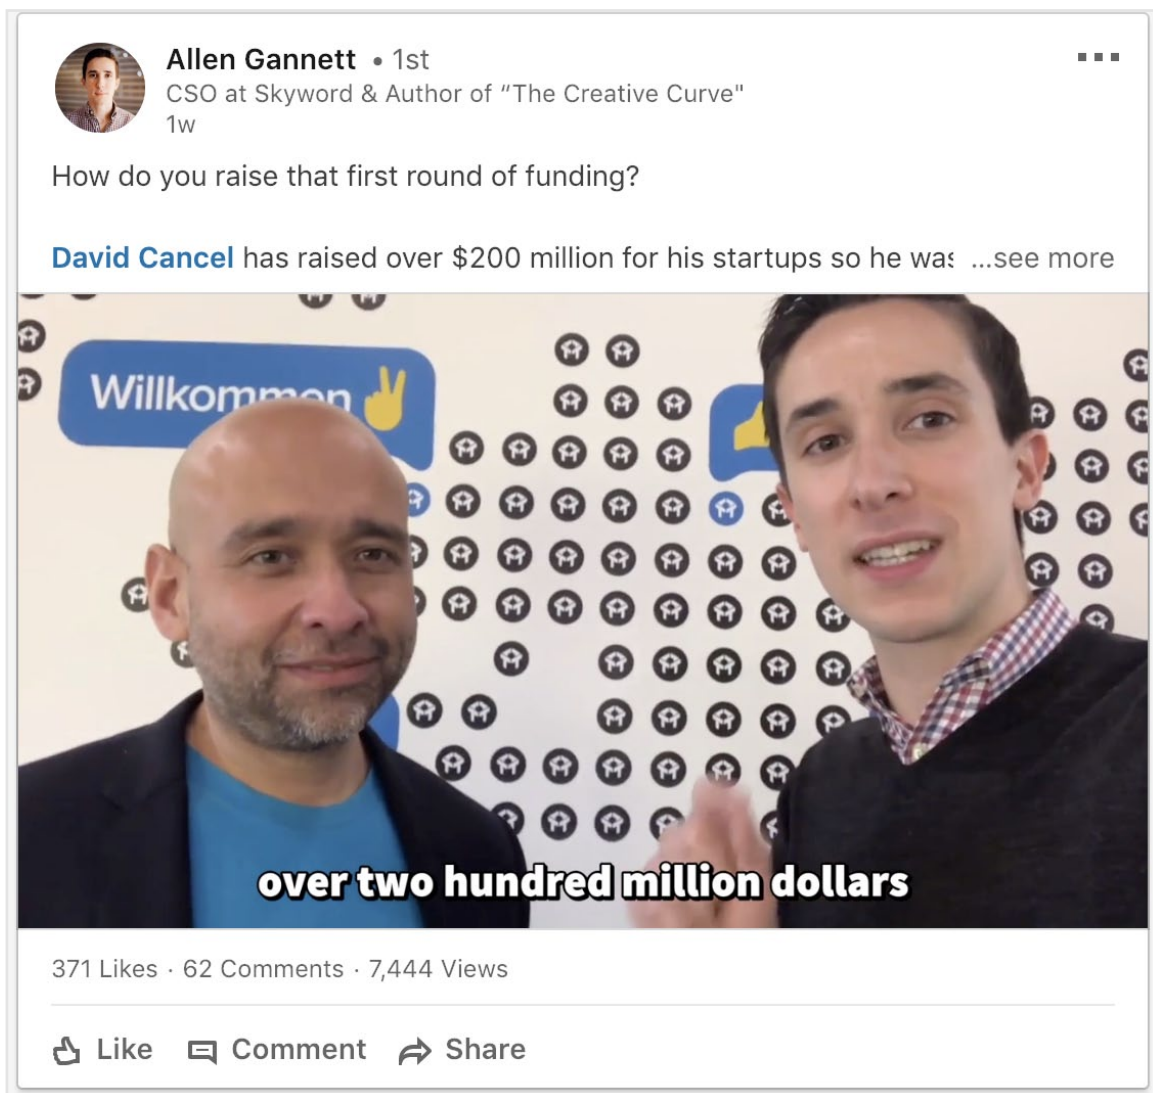 Allen Gannett • 1st
CSO at Skyword & Author of “The Creative Curve"
1w
How do you raise that first round of funding?
David Cancel has raised over $200 million for his startups so he was ...see more
Willkommen
over two hundred million dollars
371 Likes · 62 Comments · 7,444 Views
Like Comment Share